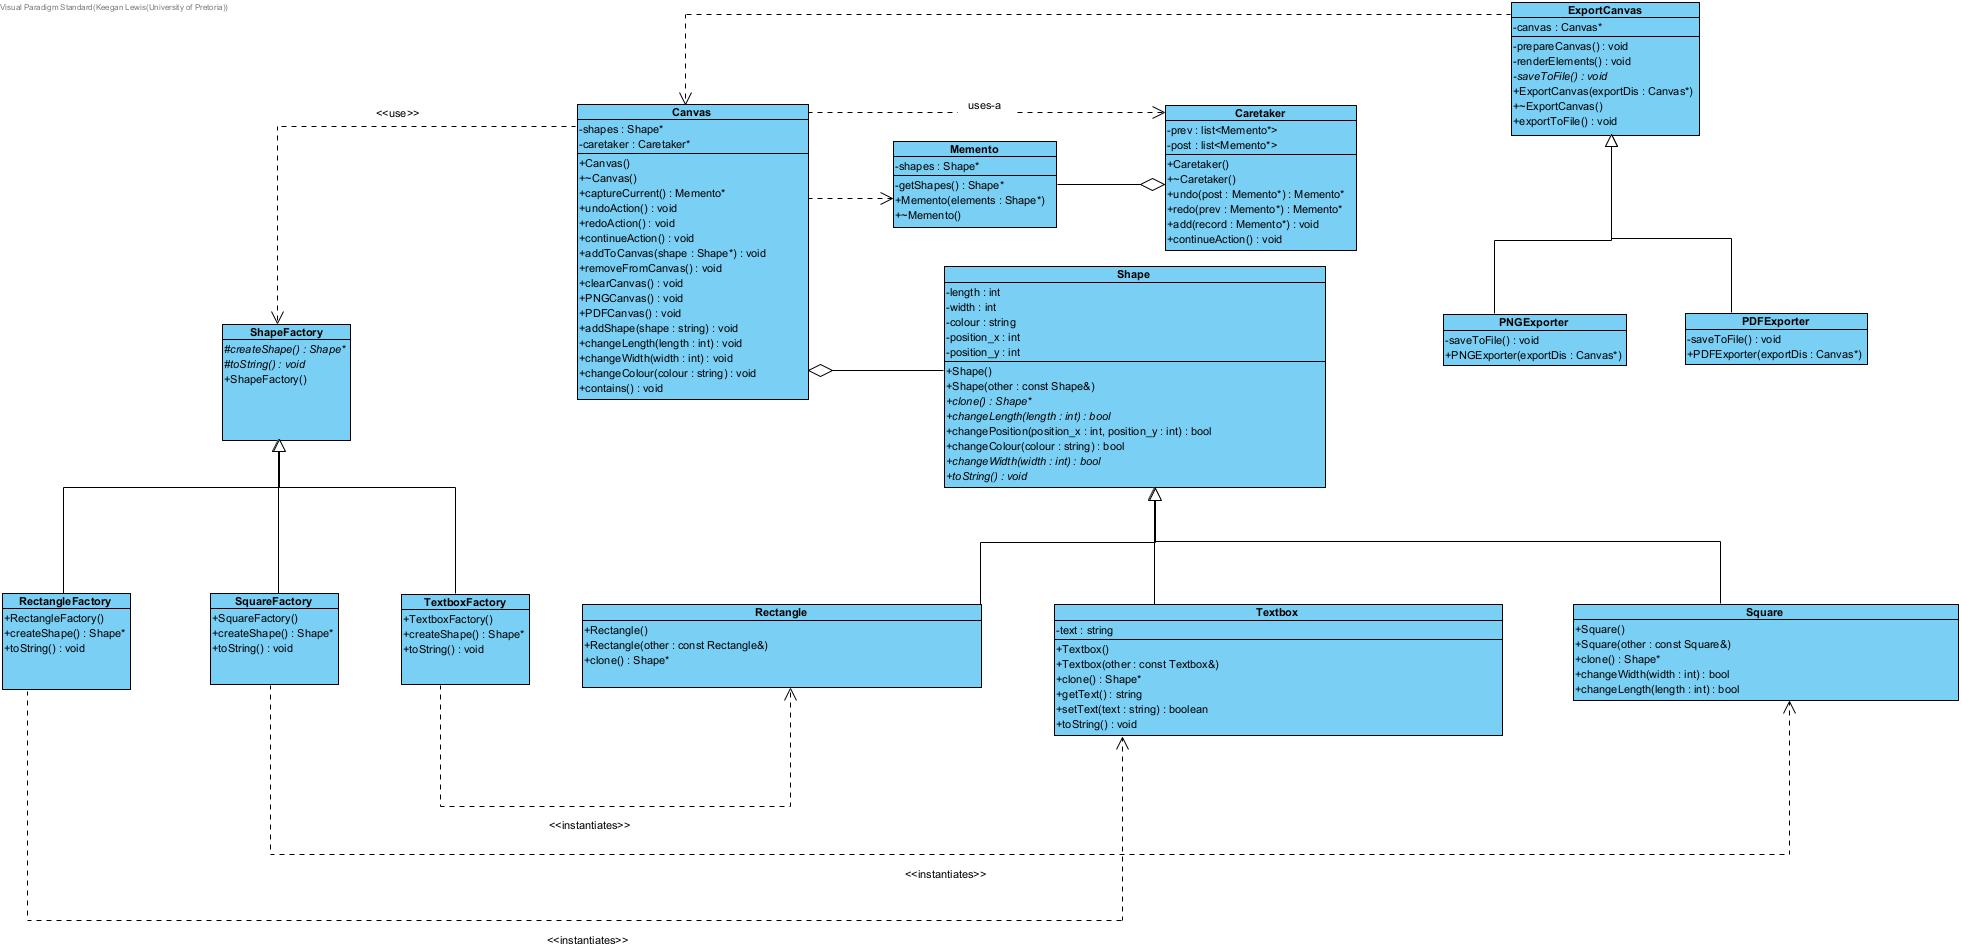 Visual Paradigm Standard(Keegan Lewis(University of Pretoria))
ExportCanvas
-canvas : Canvas*
-prepareCanvas() : void
-renderElements() : void
-saveToFile() : void
+ExportCanvas(exportDis : Canvas*)
+~ExportCanvas()
+exportToFile() : void
<<use>>
uses-a
Canvas
-shapes : Shape*
-caretaker : Caretaker*
+Canvas()
+~Canvas()
+captureCurrent() : Memento*
+undoAction() : void
+redoAction() : void
+continueAction() : void
+addToCanvas(shape : Shape*) : void
+removeFromCanvas() : void
+clearCanvas() : void
+PNGCanvas() : void
+PDFCanvas() : void
+addShape(shape : string) : void
+changeLength(length : int) : void
+changeWidth(width : int) : void
+changeColour(colour : string) : void
+contains() : void
Memento
-shapes : Shape*
-getShapes() : Shape*
+Memento(elements : Shape*)
+~Memento()
Caretaker
-prev : list<Memento*>
-post : list<Memento*>
+Caretaker()
+~Caretaker()
+undo(post : Memento*) : Memento*
+redo(prev : Memento*) : Memento*
+add(record : Memento*) : void
+continueAction() : void
Shape
-length : int
-width : int
-colour : string
-position_x : int
-position_y : int
+Shape()
+Shape(other : const Shape&)
+clone() : Shape*
+changeLength(length : int) : bool
+changePosition(position_x : int, position_y : int) : bool
+changeColour(colour : string) : bool
+changeWidth(width : int) : bool
+toString() : void
PNGExporter
-saveToFile() : void
+PNGExporter(exportDis : Canvas*)
PDFExporter
-saveToFile() : void
+PDFExporter(exportDis : Canvas*)
ShapeFactory
#createShape() : Shape*
#toString() : void
+ShapeFactory()
RectangleFactory
+RectangleFactory()
+createShape() : Shape*
+toString() : void
SquareFactory
+SquareFactory()
+createShape() : Shape*
+toString() : void
TextboxFactory
+TextboxFactory()
+createShape() : Shape*
+toString() : void
Rectangle
+Rectangle()
+Rectangle(other : const Rectangle&)
+clone() : Shape*
Textbox
-text : string
+Textbox()
+Textbox(other : const Textbox&)
+clone() : Shape*
+getText() : string
+setText(text : string) : boolean
+toString() : void
Square
+Square()
+Square(other : const Square&)
+clone() : Shape*
+changeWidth(width : int) : bool
+changeLength(length : int) : bool
<<instantiates>>
<<instantiates>>
<<instantiates>>